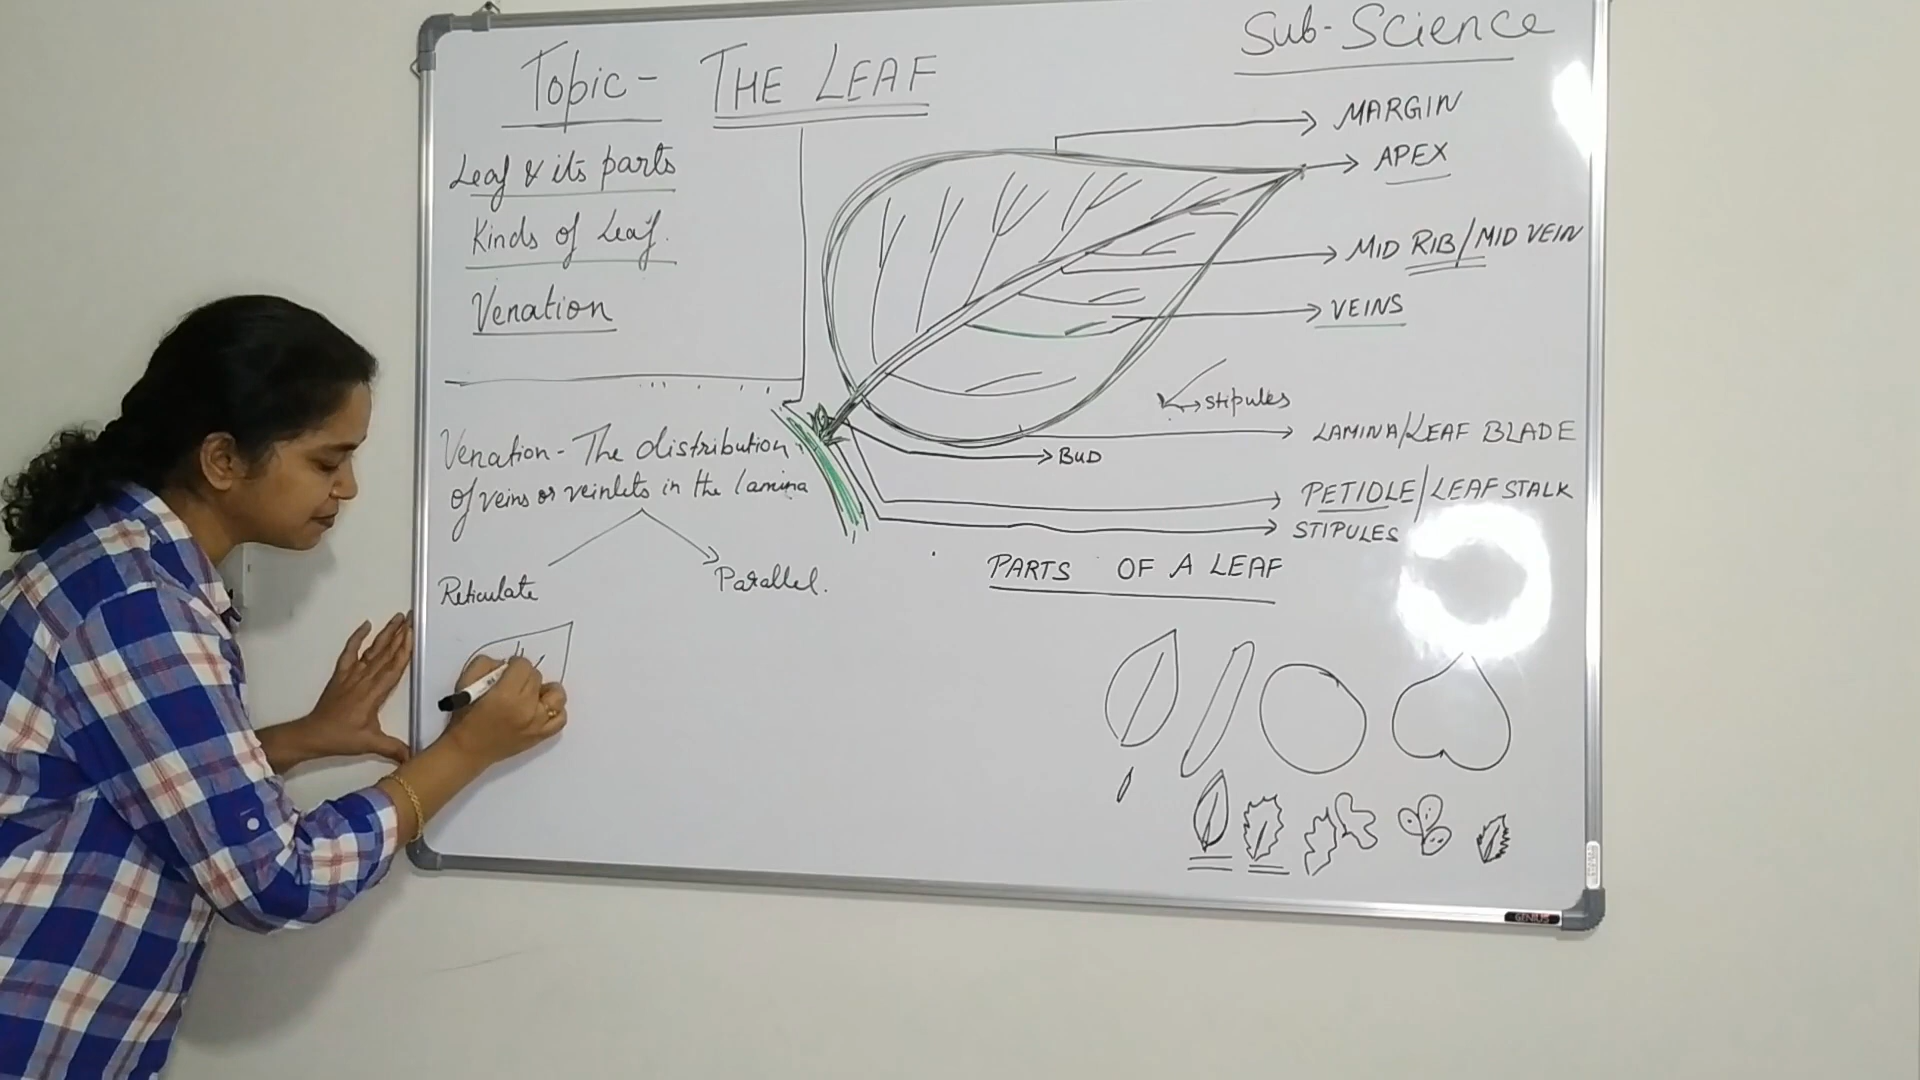 Sub-Science
Topic- THE LEAF
Leaf & its parts
Kinds of Leaf.
Venation
MARGIN
APEX
MID RIB/MID VEIN
VEINS
stipules
LAMINA/LEAF BLADE
BUD
PETIOLE/LEAF STALK
STIPULES
PARTS OF A LEAF
Venation - The distribution
of veins or veinlets in the lamina
Reticulate
Parallel.
GENIUS